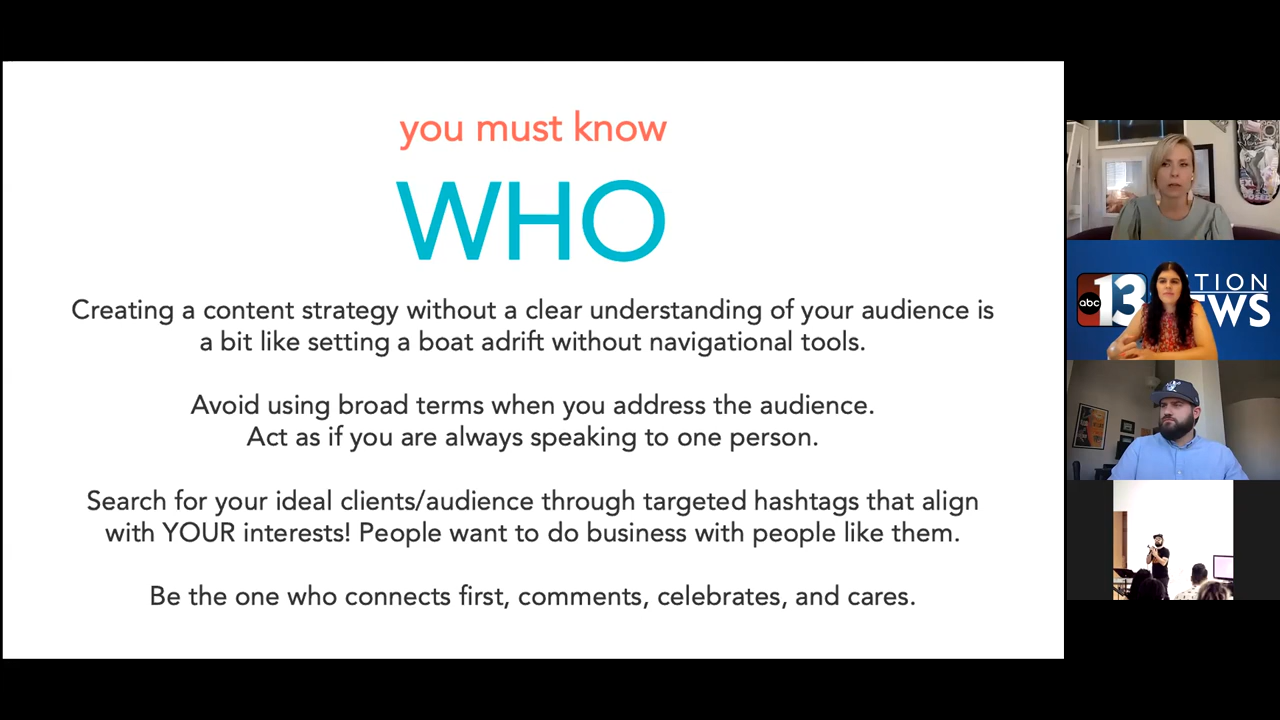 you must know
WHO
Creating a content strategy without a clear understanding of your audience is
a bit like setting a boat adrift without navigational tools.
Avoid using broad terms when you address the audience.
Act as if you are always speaking to one person.
Search for your ideal clients/audience through targeted hashtags that align
with YOUR interests! People want to do business with people like them.
Be the one who connects first, comments, celebrates, and cares.
abc 13